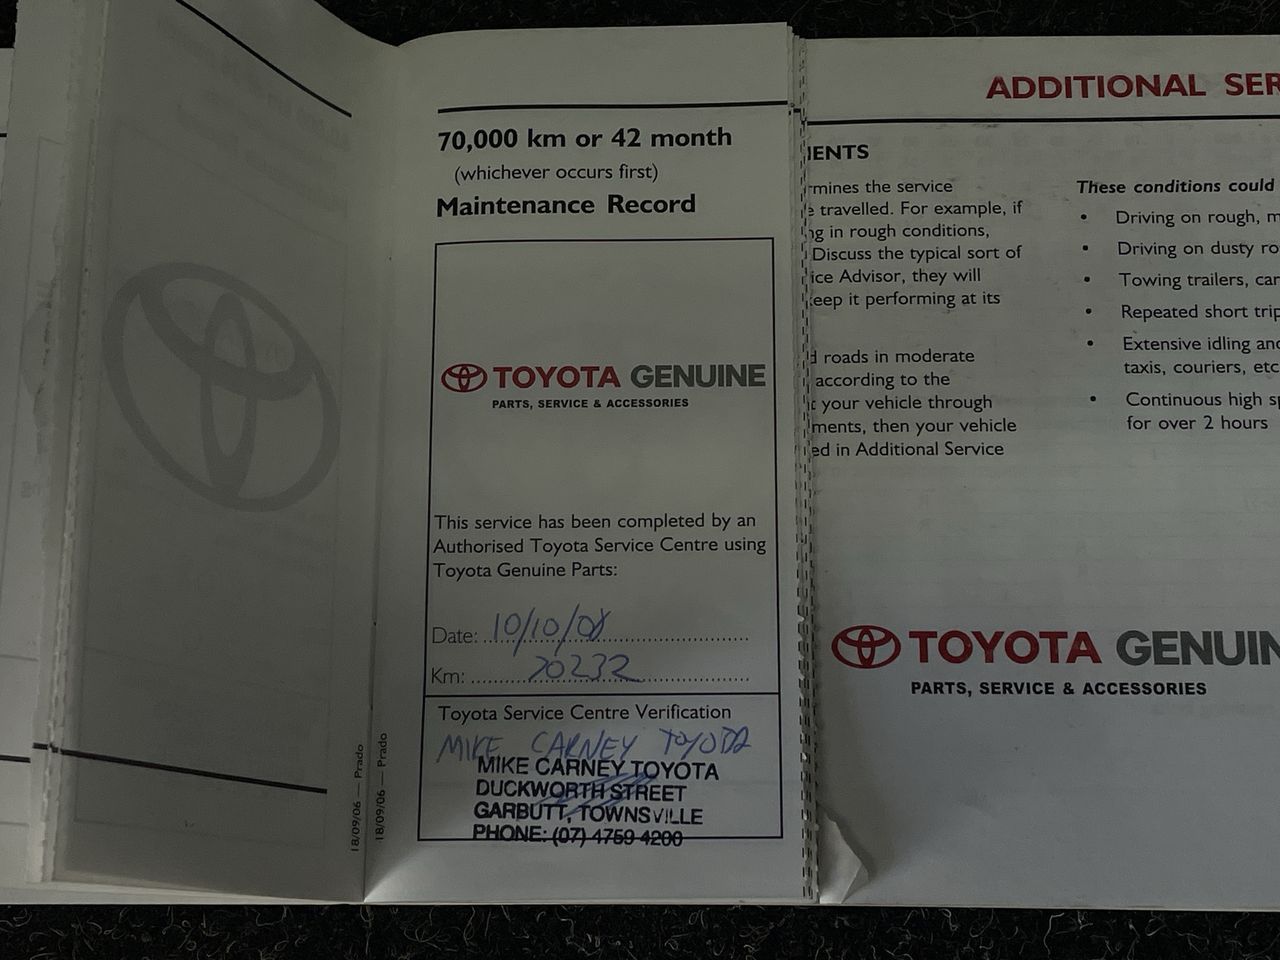 70,000 km or 42 month
(whichever occurs first)
Maintenance Record
TOYOTA GENUINE
PARTS, SERVICE & ACCESSORIES
This service has been completed by an
Authorised Toyota Service Centre using
Toyota Genuine Parts:
Date: 10/10/08
Km: 70232
Toyota Service Centre Verification
MIKE CARNEY TOYOTA
MIKE CARNEY TOYOTA
DUCKWORTH STREET
GARBUTT, TOWNSVILLE
PHONE: (07) 4759 4200
18/09/06 — Prado
18/09/06 — Prado
ADDITIONAL SER
IENTS
rmines the service
e travelled. For example, if
ng in rough conditions,
Discuss the typical sort of
ice Advisor, they will
eep it performing at its
d roads in moderate
according to the
t your vehicle through
ments, then your vehicle
ed in Additional Service
These conditions could
• Driving on rough, m
• Driving on dusty ro
• Towing trailers, car
• Repeated short trip
• Extensive idling and
taxis, couriers, etc
• Continuous high sp
for over 2 hours
TOYOTA GENUIN
PARTS, SERVICE & ACCESSORIES